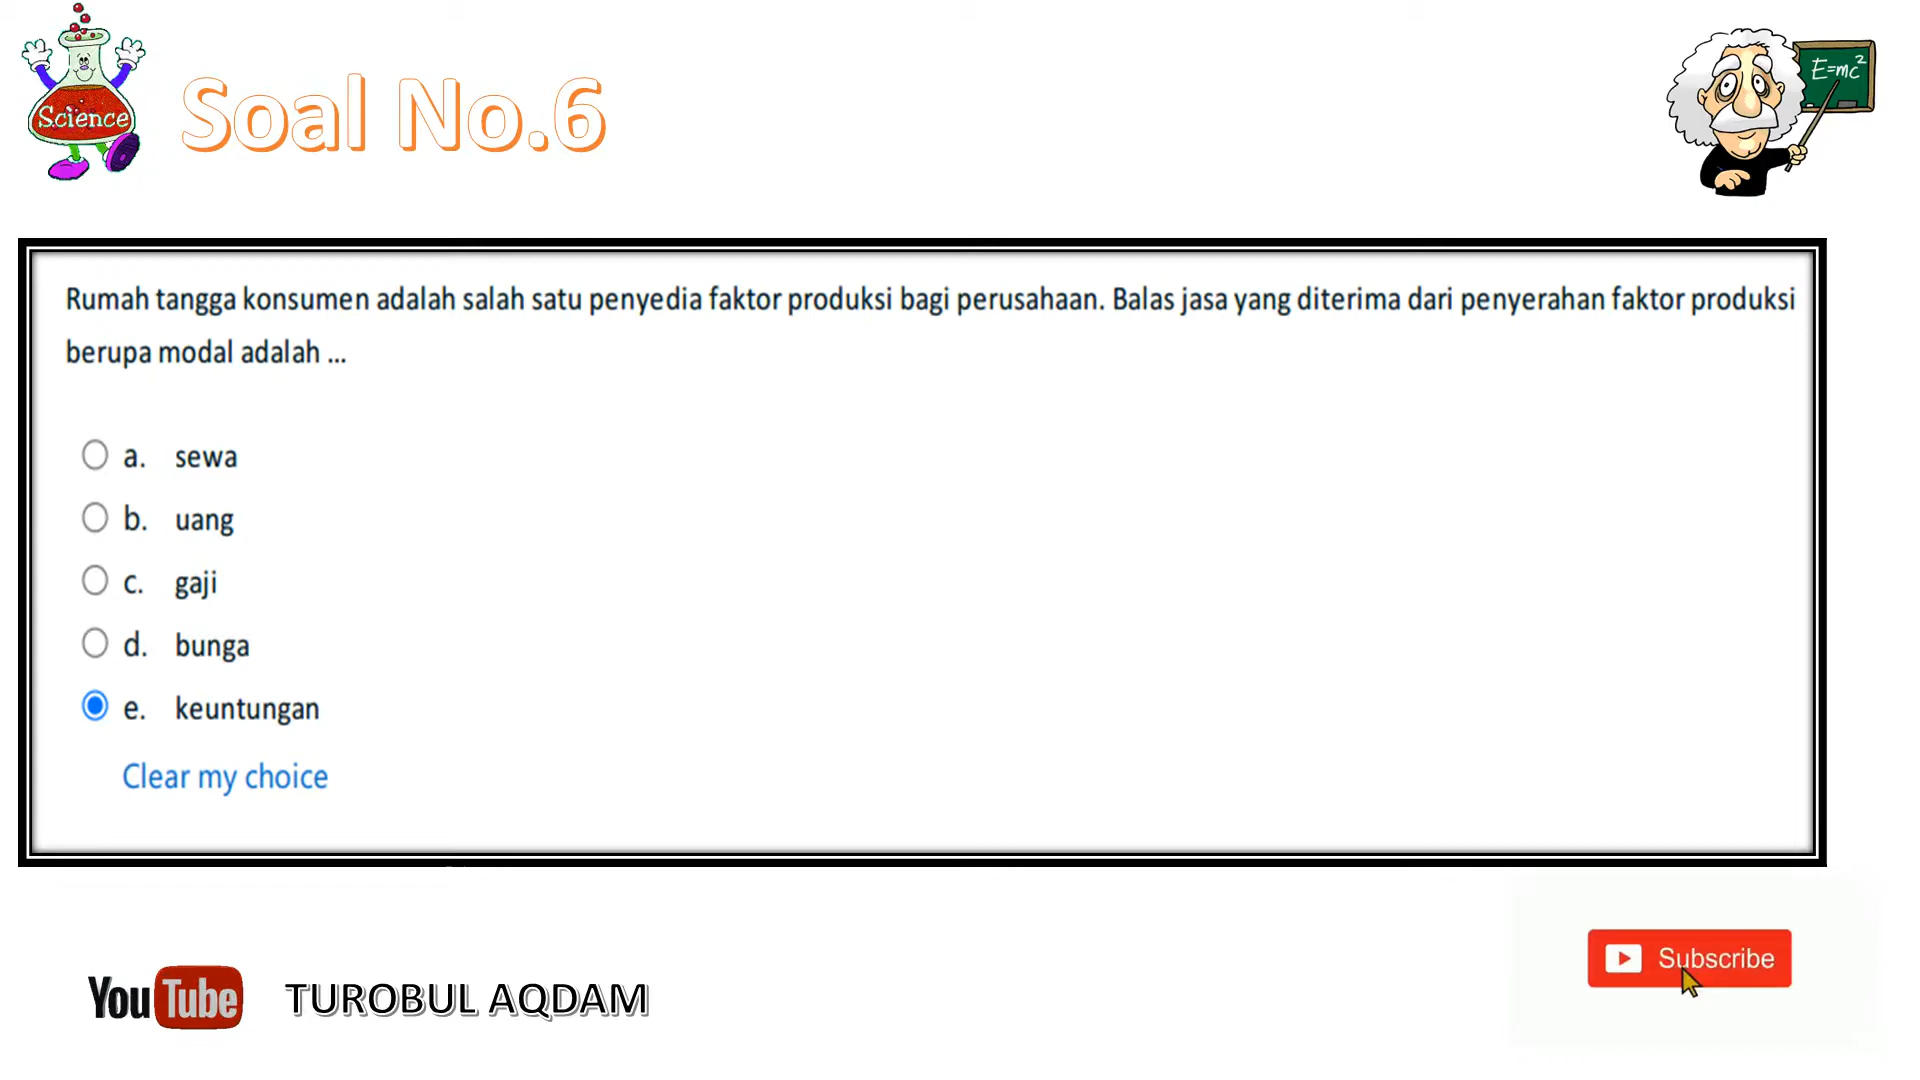 Science
Soal No.6
E=mc²
Rumah tangga konsumen adalah salah satu penyedia faktor produksi bagi perusahaan. Balas jasa yang diterima dari penyerahan faktor produksi
berupa modal adalah ...
a. sewa
b. uang
c. gaji
d. bunga
e. keuntungan
Clear my choice
YouTube TUROBUL AQDAM
Subscribe